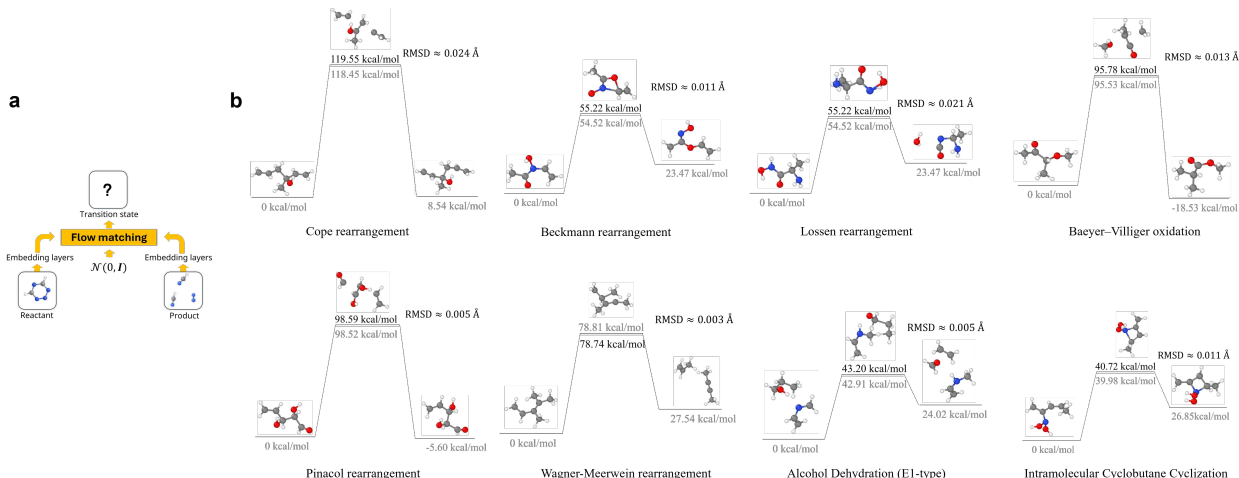 a
?
Transition state
Flow matching
Embedding layers
Embedding layers
𝒩(0, I)
Reactant
Product
b
119.55 kcal/mol
118.45 kcal/mol
RMSD ≈ 0.024 Å
0 kcal/mol
8.54 kcal/mol
Cope rearrangement
55.22 kcal/mol
54.52 kcal/mol
RMSD ≈ 0.011 Å
0 kcal/mol
23.47 kcal/mol
Beckmann rearrangement
55.22 kcal/mol
54.52 kcal/mol
RMSD ≈ 0.021 Å
0 kcal/mol
23.47 kcal/mol
Lossen rearrangement
95.78 kcal/mol
95.53 kcal/mol
RMSD ≈ 0.013 Å
0 kcal/mol
-18.53 kcal/mol
Baeyer–Villiger oxidation
98.59 kcal/mol
98.52 kcal/mol
RMSD ≈ 0.005 Å
0 kcal/mol
-5.60 kcal/mol
Pinacol rearrangement
78.81 kcal/mol
78.74 kcal/mol
RMSD ≈ 0.003 Å
0 kcal/mol
27.54 kcal/mol
Wagner-Meerwein rearrangement
43.20 kcal/mol
42.91 kcal/mol
RMSD ≈ 0.005 Å
0 kcal/mol
24.02 kcal/mol
Alcohol Dehydration (E1-type)
40.72 kcal/mol
39.98 kcal/mol
RMSD ≈ 0.011 Å
0 kcal/mol
26.85kcal/mol
Intramolecular Cyclobutane Cyclization